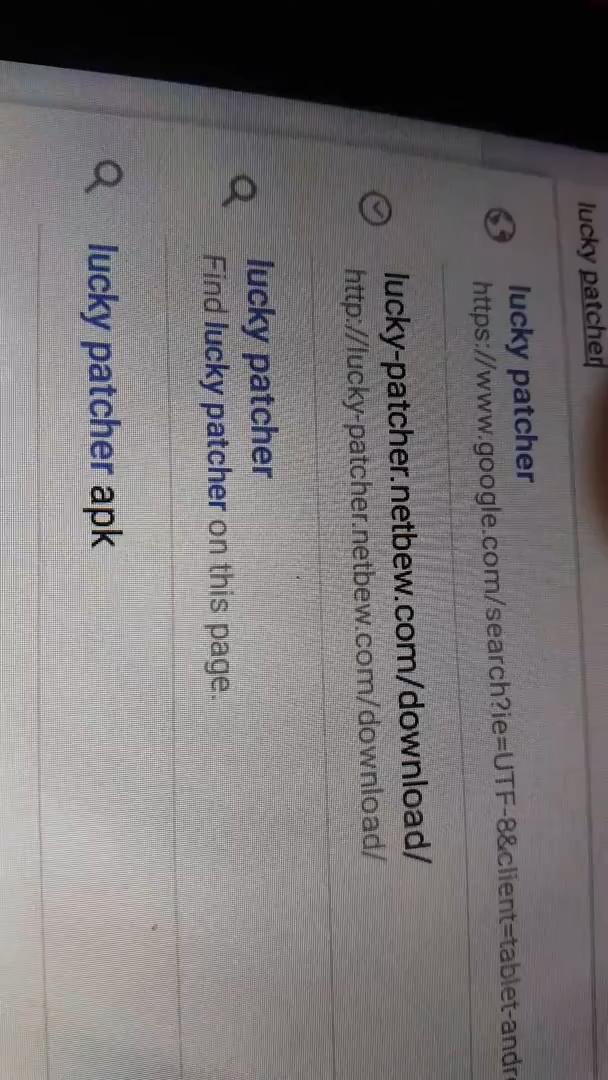 lucky patcher
lucky patcher
https://www.google.com/search?ie=UTF-8&client=tablet-andr
lucky-patcher.netbew.com/download/
http://lucky-patcher.netbew.com/download/
lucky patcher
Find lucky patcher on this page.
lucky patcher apk